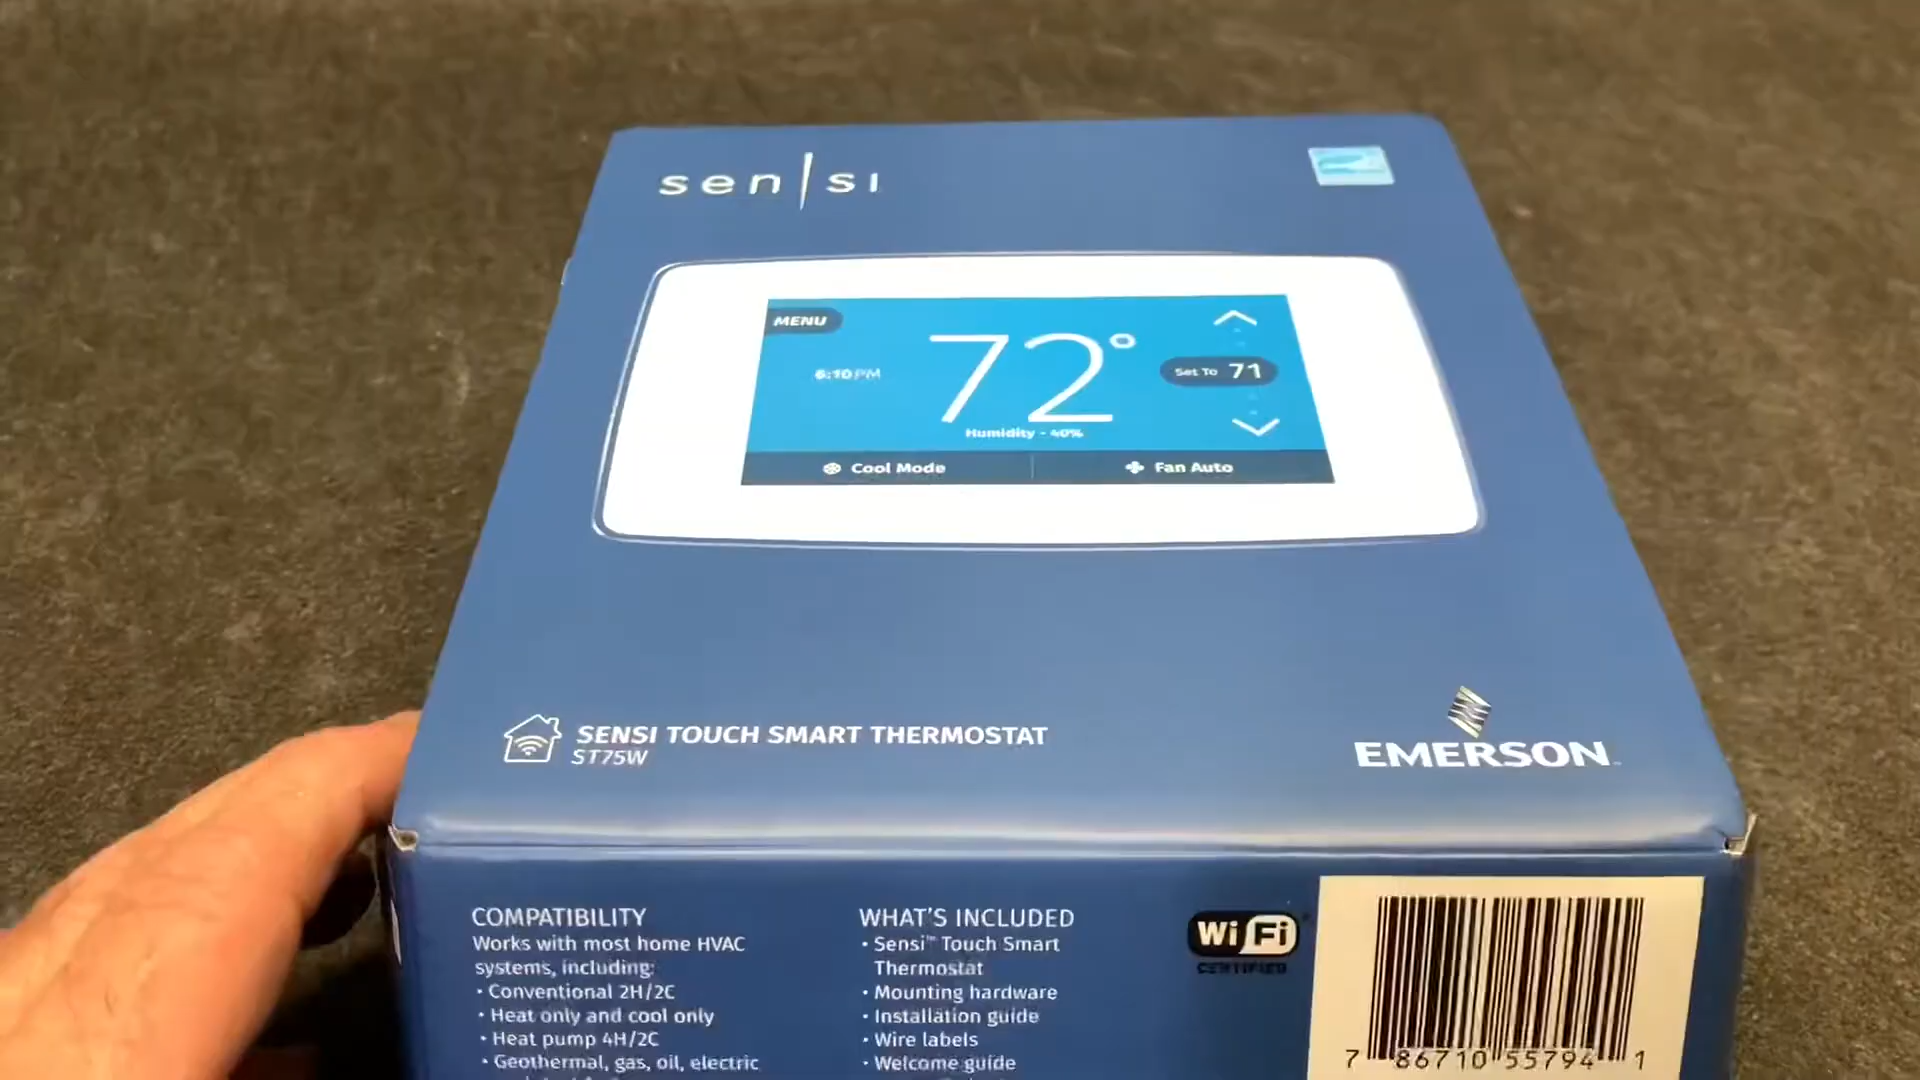 sen|si
MENU
72°
6:10 PM
Set To 71
Humidity - 40%
Cool Mode
Fan Auto
SENSI TOUCH SMART THERMOSTAT
ST75W
EMERSON
COMPATIBILITY
Works with most home HVAC
systems, including:
• Conventional 2H/2C
• Heat only and cool only
• Heat pump 4H/2C
• Geothermal, gas, oil, electric
WHAT'S INCLUDED
• Sensi™ Touch Smart
Thermostat
• Mounting hardware
• Installation guide
• Wire labels
• Welcome guide
Wi Fi
CERTIFIED
7 86710 55794 1